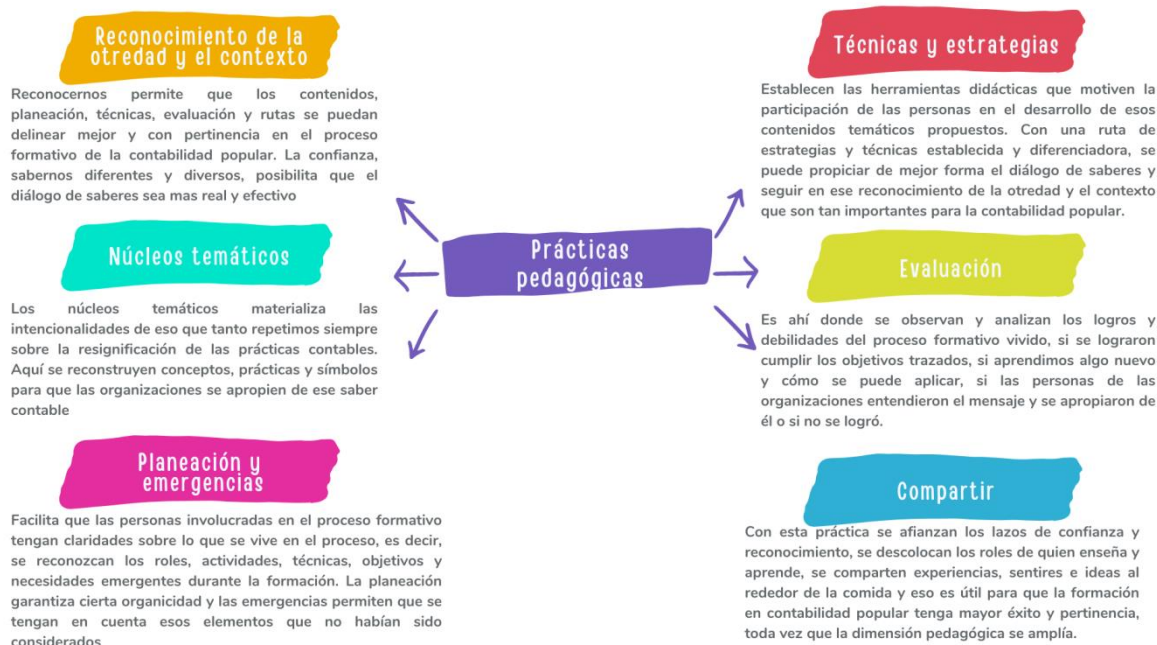 Reconocimiento de la
otredad y el contexto
Reconocernos permite que los contenidos,
planeación, técnicas, evaluación y rutas se puedan
delinear mejor y con pertinencia en el proceso
formativo de la contabilidad popular. La confianza,
sabernos diferentes y diversos, posibilita que el
diálogo de saberes sea mas real y efectivo
Núcleos temáticos
Los núcleos temáticos materializa las
intencionalidades de eso que tanto repetimos siempre
sobre la resignificación de las prácticas contables.
Aquí se reconstruyen conceptos, prácticas y símbolos
para que las organizaciones se apropien de ese saber
contable
Planeación y
emergencias
Facilita que las personas involucradas en el proceso formativo
tengan claridades sobre lo que se vive en el proceso, es decir,
se reconozcan los roles, actividades, técnicas, objetivos y
necesidades emergentes durante la formación. La planeación
garantiza cierta organicidad y las emergencias permiten que se
tengan en cuenta esos elementos que no habían sido
considerados
Prácticas
pedagógicas
Técnicas y estrategias
Establecen las herramientas didácticas que motiven la
participación de las personas en el desarrollo de esos
contenidos temáticos propuestos. Con una ruta de
estrategias y técnicas establecida y diferenciadora, se
puede propiciar de mejor forma el diálogo de saberes y
seguir en ese reconocimiento de la otredad y el contexto
que son tan importantes para la contabilidad popular.
Evaluación
Es ahí donde se observan y analizan los logros y
debilidades del proceso formativo vivido, si se lograron
cumplir los objetivos trazados, si aprendimos algo nuevo
y cómo se puede aplicar, si las personas de las
organizaciones entendieron el mensaje y se apropiaron de
él o si no se logró.
Compartir
Con esta práctica se afianzan los lazos de confianza y
reconocimiento, se descolocan los roles de quien enseña y
aprende, se comparten experiencias, sentires e ideas al
rededor de la comida y eso es útil para que la formación
en contabilidad popular tenga mayor éxito y pertinencia,
toda vez que la dimensión pedagógica se amplía.